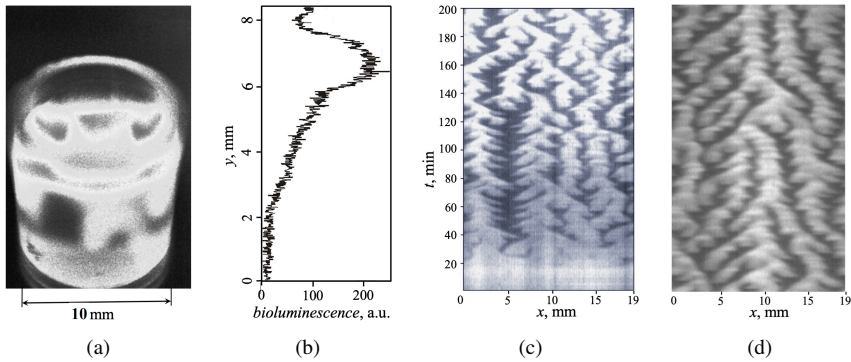 10 mm
(a)
8
6
4
2
0
y, mm
0 100 200
bioluminescence, a.u.
(b)
200
180
160
140
120
100
80
60
40
20
t, min
0 5 10 15 19
x, mm
(c)
0 5 10 15 19
x, mm
(d)